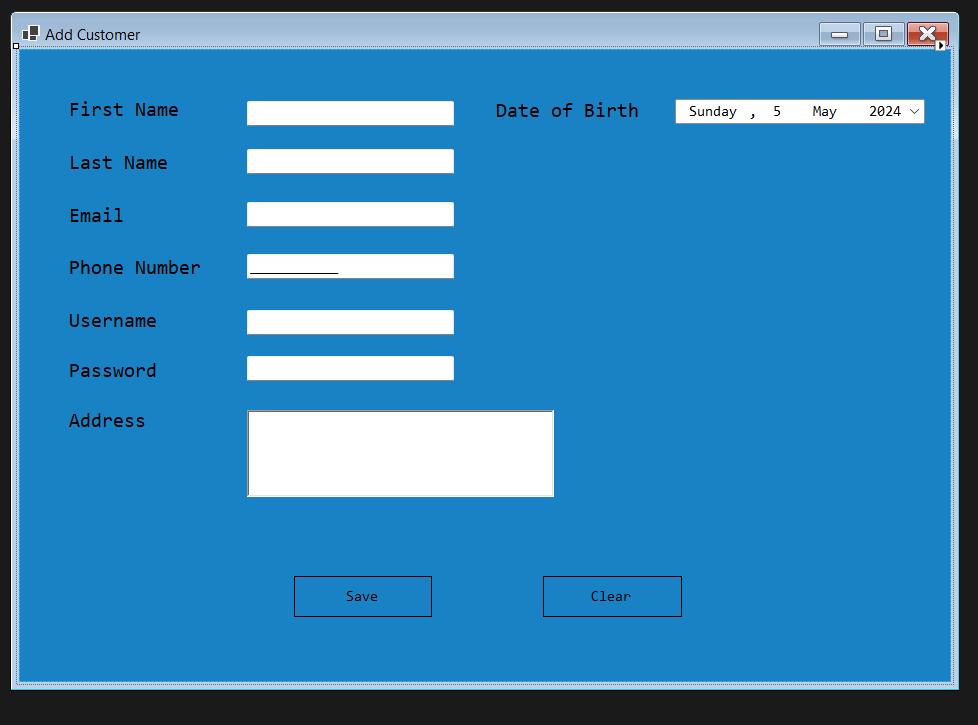 Add Customer
First Name
Date of Birth
Sunday , 5 May 2024
Last Name
Email
Phone Number
___________
Username
Password
Address
Save
Clear